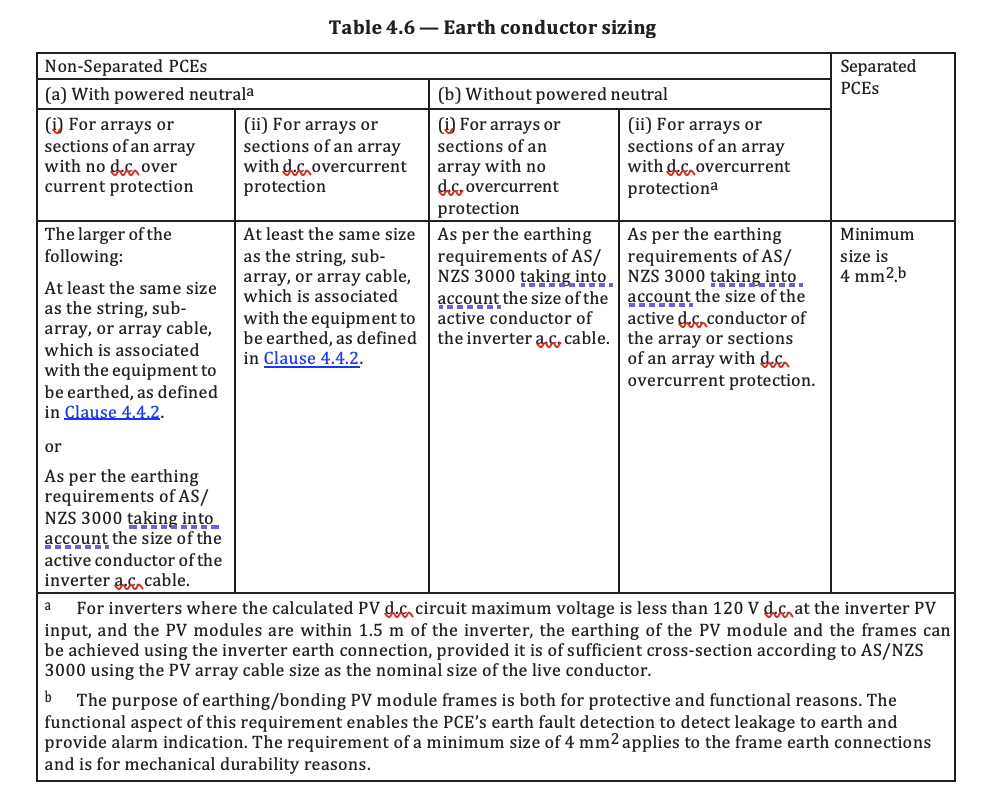 Table 4.6 — Earth conductor sizing
Non-Separated PCEs
Separated
PCEs
(a) With powered neutralᵃ
(b) Without powered neutral
(i) For arrays or
sections of an array
with no d.c. over
current protection
(ii) For arrays or
sections of an array
with d.c. overcurrent
protection
(i) For arrays or
sections of an
array with no
d.c. overcurrent
protection
(ii) For arrays or
sections of an array
with d.c. overcurrent
protectionᵃ
The larger of the
following:
At least the same size
as the string, sub-
array, or array cable,
which is associated
with the equipment to
be earthed, as defined
in Clause 4.4.2.
or
As per the earthing
requirements of AS/
NZS 3000 taking into
account the size of the
active conductor of the
inverter a.c. cable.
At least the same size
as the string, sub-
array, or array cable,
which is associated
with the equipment to
be earthed, as defined
in Clause 4.4.2.
As per the earthing
requirements of AS/
NZS 3000 taking into
account the size of the
active conductor of
the inverter a.c. cable.
As per the earthing
requirements of AS/
NZS 3000 taking into
account the size of the
active d.c. conductor of
the array or sections
of an array with d.c.
overcurrent protection.
Minimum
size is
4 mm²,ᵇ
ᵃ For inverters where the calculated PV d.c. circuit maximum voltage is less than 120 V d.c. at the inverter PV
input, and the PV modules are within 1.5 m of the inverter, the earthing of the PV module and the frames can
be achieved using the inverter earth connection, provided it is of sufficient cross-section according to AS/NZS
3000 using the PV array cable size as the nominal size of the live conductor.
ᵇ The purpose of earthing/bonding PV module frames is both for protective and functional reasons. The
functional aspect of this requirement enables the PCE's earth fault detection to detect leakage to earth and
provide alarm indication. The requirement of a minimum size of 4 mm² applies to the frame earth connections
and is for mechanical durability reasons.